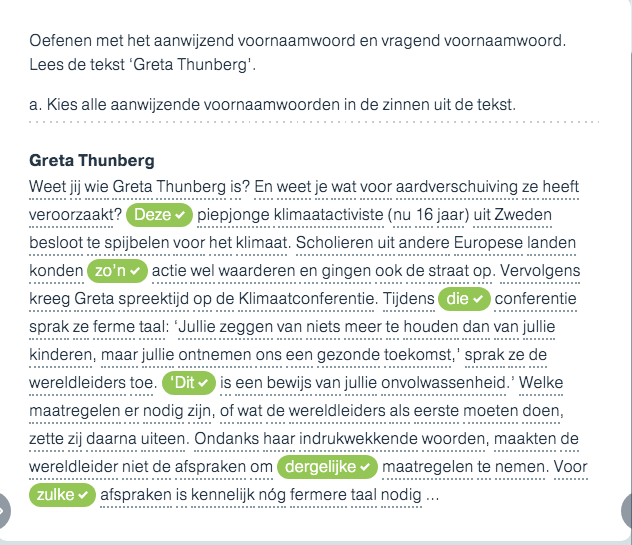 Oefenen met het aanwijzend voornaamwoord en vragend voornaamwoord.
Lees de tekst ‘Greta Thunberg’.
a. Kies alle aanwijzende voornaamwoorden in de zinnen uit de tekst.
Greta Thunberg
Weet jij wie Greta Thunberg is? En weet je wat voor aardverschuiving ze heeft
veroorzaakt? Deze ✓ piepjonge klimaatactiviste (nu 16 jaar) uit Zweden
besloot te spijbelen voor het klimaat. Scholieren uit andere Europese landen
konden zo’n ✓ actie wel waarderen en gingen ook de straat op. Vervolgens
kreeg Greta spreektijd op de Klimaatconferentie. Tijdens die ✓ conferentie
sprak ze ferme taal: ‘Jullie zeggen van niets meer te houden dan van jullie
kinderen, maar jullie ontnemen ons een gezonde toekomst,’ sprak ze de
wereldleiders toe. ‘Dit ✓ is een bewijs van jullie onvolwassenheid.’ Welke
maatregelen er nodig zijn, of wat de wereldleiders als eerste moeten doen,
zette zij daarna uiteen. Ondanks haar indrukwekkende woorden, maakten de
wereldleider niet de afspraken om dergelijke ✓ maatregelen te nemen. Voor
zulke ✓ afspraken is kennelijk nóg fermere taal nodig ...